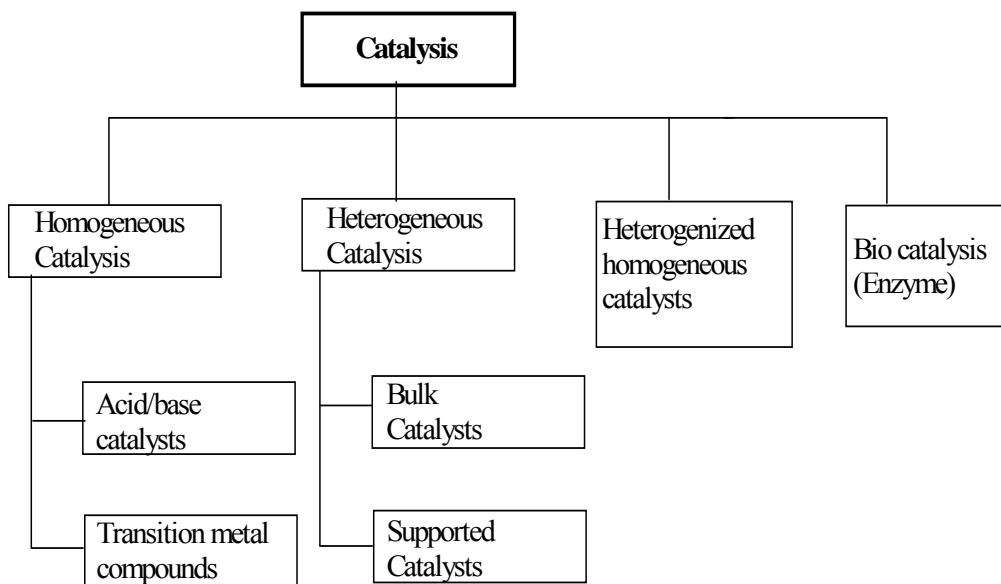 Catalysis
Homogeneous
Catalysis
Heterogeneous
Catalysis
Heterogenized
homogeneous
catalysts
Bio catalysis
(Enzyme)
Acid/base
catalysts
Bulk
Catalysts
Transition metal
compounds
Supported
Catalysts